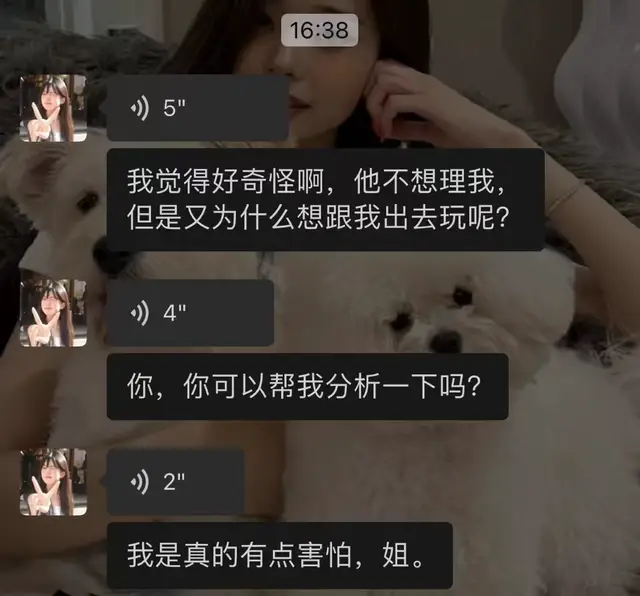 16:38
5"
我觉得好奇怪啊，他不想理我，
但是又为什么想跟我出去玩呢？
4"
你，你可以帮我分析一下吗？
2"
我是真的有点害怕，姐。